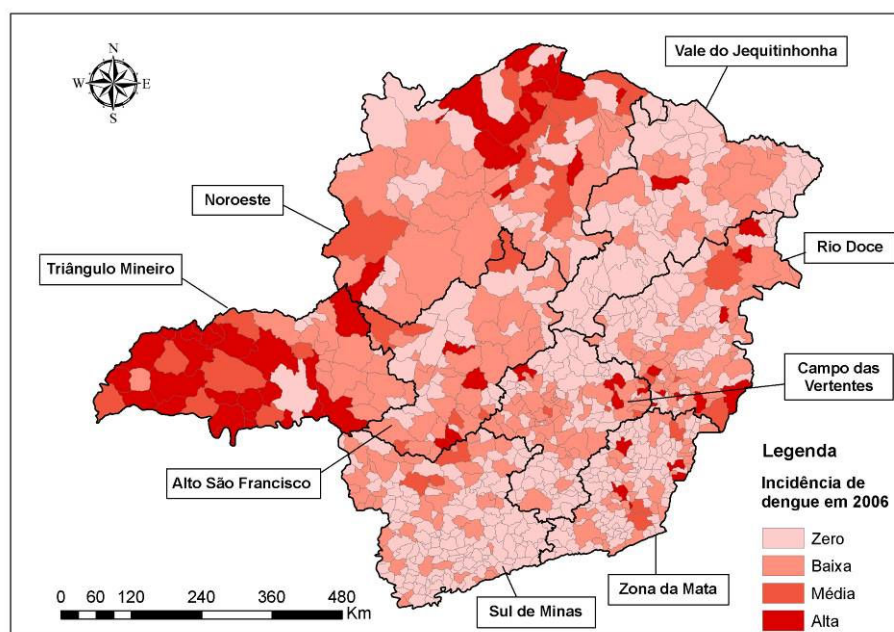 N
W E
S
Vale do Jequitinhonha
Noroeste
Triângulo Mineiro
Rio Doce
Campo das
Vertentes
Alto São Francisco
Zona da Mata
Sul de Minas
Legenda
Incidência de
dengue em 2006
Zero
Baixa
Média
Alta
0 60 120 240 360 480
Km